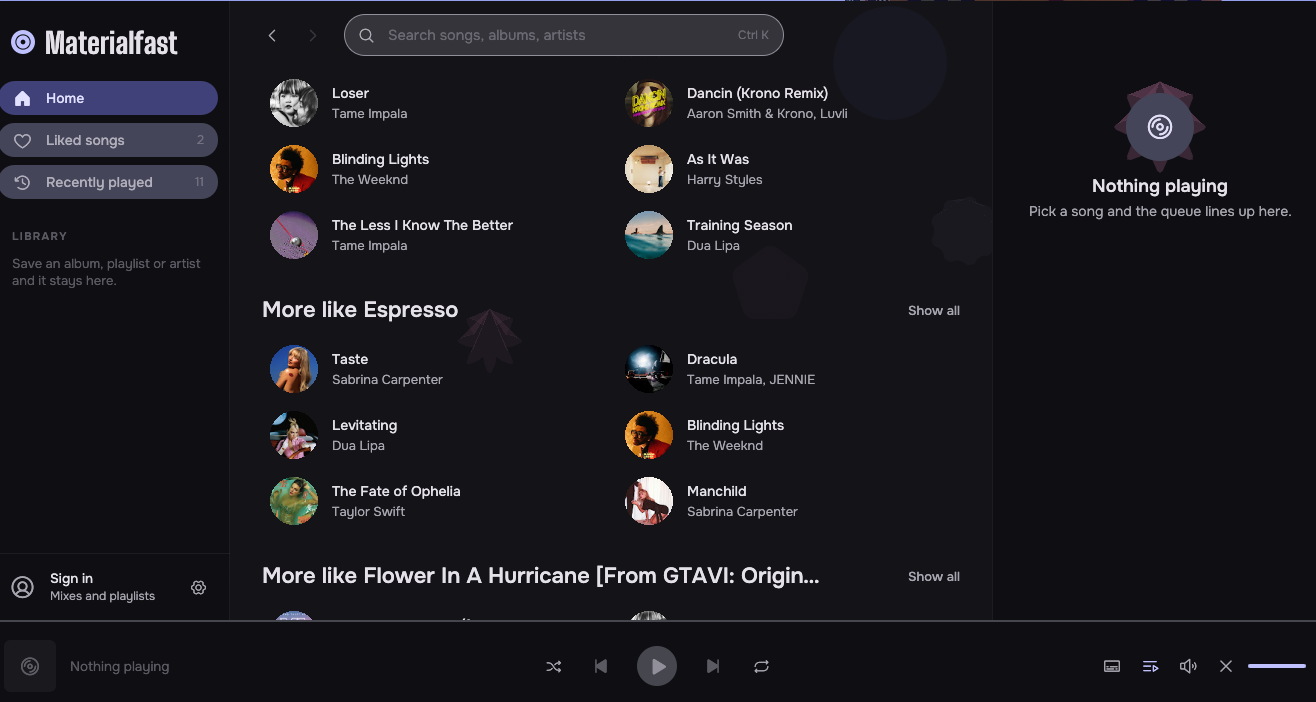 Materialfast
Home
Liked songs 2
Recently played 11
LIBRARY
Save an album, playlist or artist
and it stays here.
Sign in
Mixes and playlists
Search songs, albums, artists Ctrl K
Loser
Tame Impala
Dancin (Krono Remix)
Aaron Smith & Krono, Luvli
Blinding Lights
The Weeknd
As It Was
Harry Styles
The Less I Know The Better
Tame Impala
Training Season
Dua Lipa
More like Espresso
Show all
Taste
Sabrina Carpenter
Dracula
Tame Impala, JENNIE
Levitating
Dua Lipa
Blinding Lights
The Weeknd
The Fate of Ophelia
Taylor Swift
Manchild
Sabrina Carpenter
More like Flower In A Hurricane [From GTAVI: Origin...
Show all
Nothing playing
Pick a song and the queue lines up here.
Nothing playing